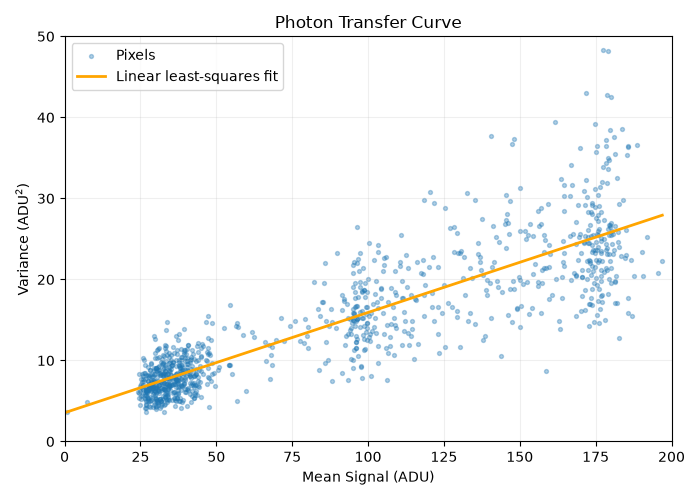 Photon Transfer Curve
Pixels
Linear least-squares fit
Variance (ADU²)
50
40
30
20
10
0
0 25 50 75 100 125 150 175 200
Mean Signal (ADU)